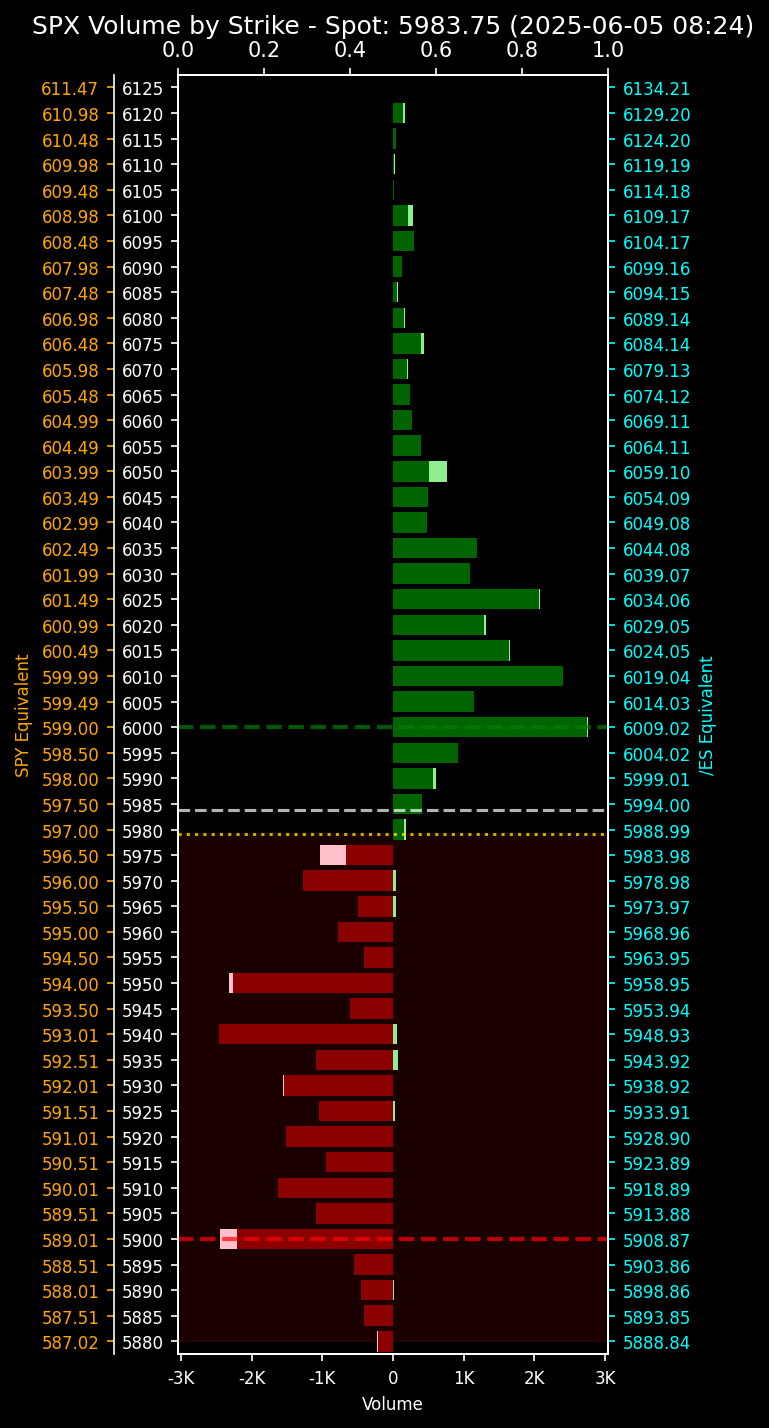 SPX Volume by Strike - Spot: 5983.75 (2025-06-05 08:24)
0.0 0.2 0.4 0.6 0.8 1.0
611.47 6125 6134.21
610.98 6120 6129.20
610.48 6115 6124.20
609.98 6110 6119.19
609.48 6105 6114.18
608.98 6100 6109.17
608.48 6095 6104.17
607.98 6090 6099.16
607.48 6085 6094.15
606.98 6080 6089.14
606.48 6075 6084.14
605.98 6070 6079.13
605.48 6065 6074.12
604.99 6060 6069.11
604.49 6055 6064.11
603.99 6050 6059.10
603.49 6045 6054.09
602.99 6040 6049.08
602.49 6035 6044.08
601.99 6030 6039.07
601.49 6025 6034.06
600.99 6020 6029.05
600.49 6015 6024.05
599.99 6010 6019.04
599.49 6005 6014.03
599.00 6000 6009.02
598.50 5995 6004.02
598.00 5990 5999.01
597.50 5985 5994.00
597.00 5980 5988.99
596.50 5975 5983.98
596.00 5970 5978.98
595.50 5965 5973.97
595.00 5960 5968.96
594.50 5955 5963.95
594.00 5950 5958.95
593.50 5945 5953.94
593.01 5940 5948.93
592.51 5935 5943.92
592.01 5930 5938.92
591.51 5925 5933.91
591.01 5920 5928.90
590.51 5915 5923.89
590.01 5910 5918.89
589.51 5905 5913.88
589.01 5900 5908.87
588.51 5895 5903.86
588.01 5890 5898.86
587.51 5885 5893.85
587.02 5880 5888.84
SPY Equivalent
/ES Equivalent
-3K -2K -1K 0 1K 2K 3K
Volume